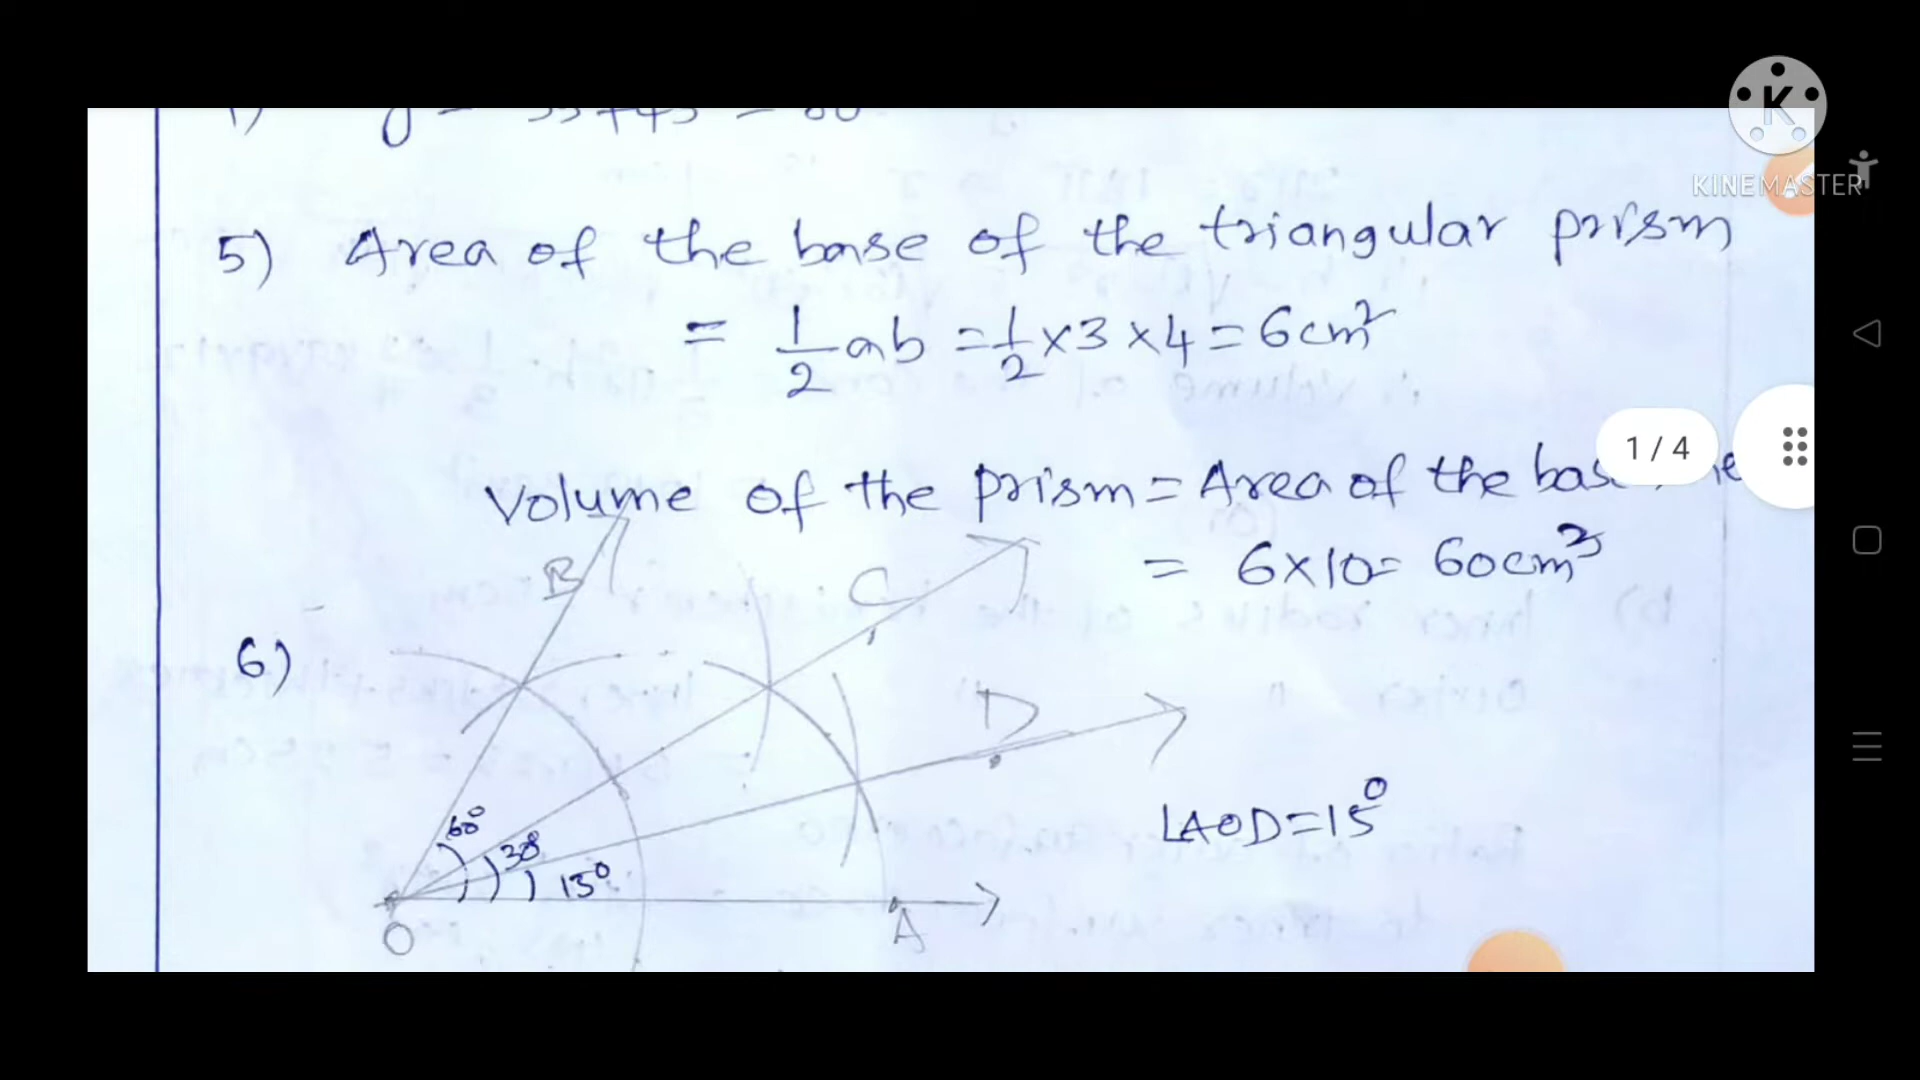 KINEMASTER
5) Area of the base of the triangular prism
= 1/2 ab = 1/2 × 3 × 4 = 6cm²
1 / 4
Volume of the prism = Area of the
= 6×10= 60cm³
6)
B
C
D
60°
30°
15°
∟AOD=15°
O
A